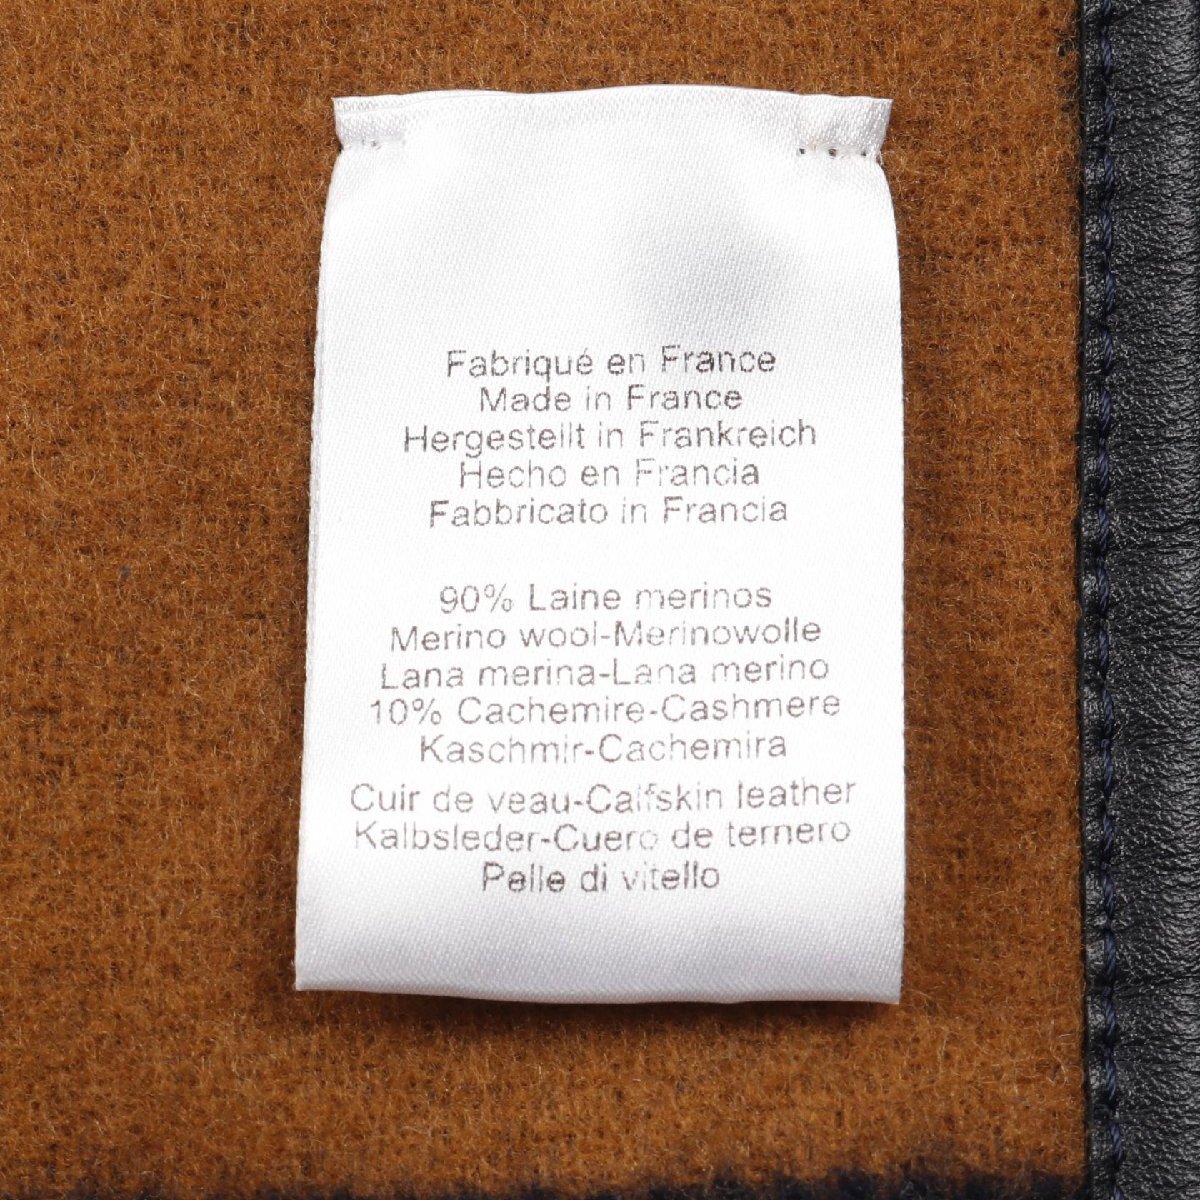 Fabriqué en France
Made in France
Hergestellt in Frankreich
Hecho en Francia
Fabbricato in Francia
90% Laine merinos
Merino wool-Merinowolle
Lana merina-Lana merino
10% Cachemire-Cashmere
Kaschmir-Cachemira
Cuir de veau-Calfskin leather
Kalbsleder-Cuero de ternero
Pelle di vitello